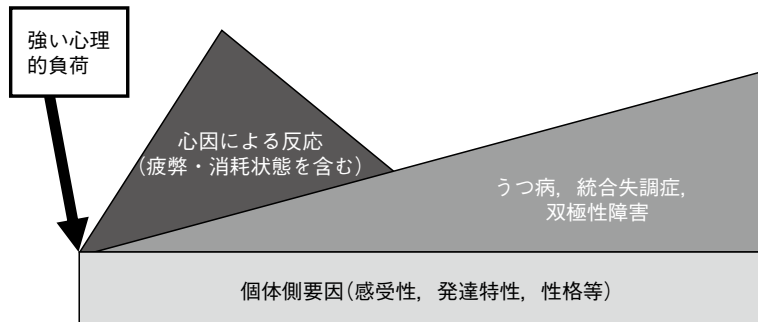 強い心理
的負荷
心因による反応
(疲弊・消耗状態を含む)
うつ病，統合失調症，
双極性障害
個体側要因(感受性，発達特性，性格等)